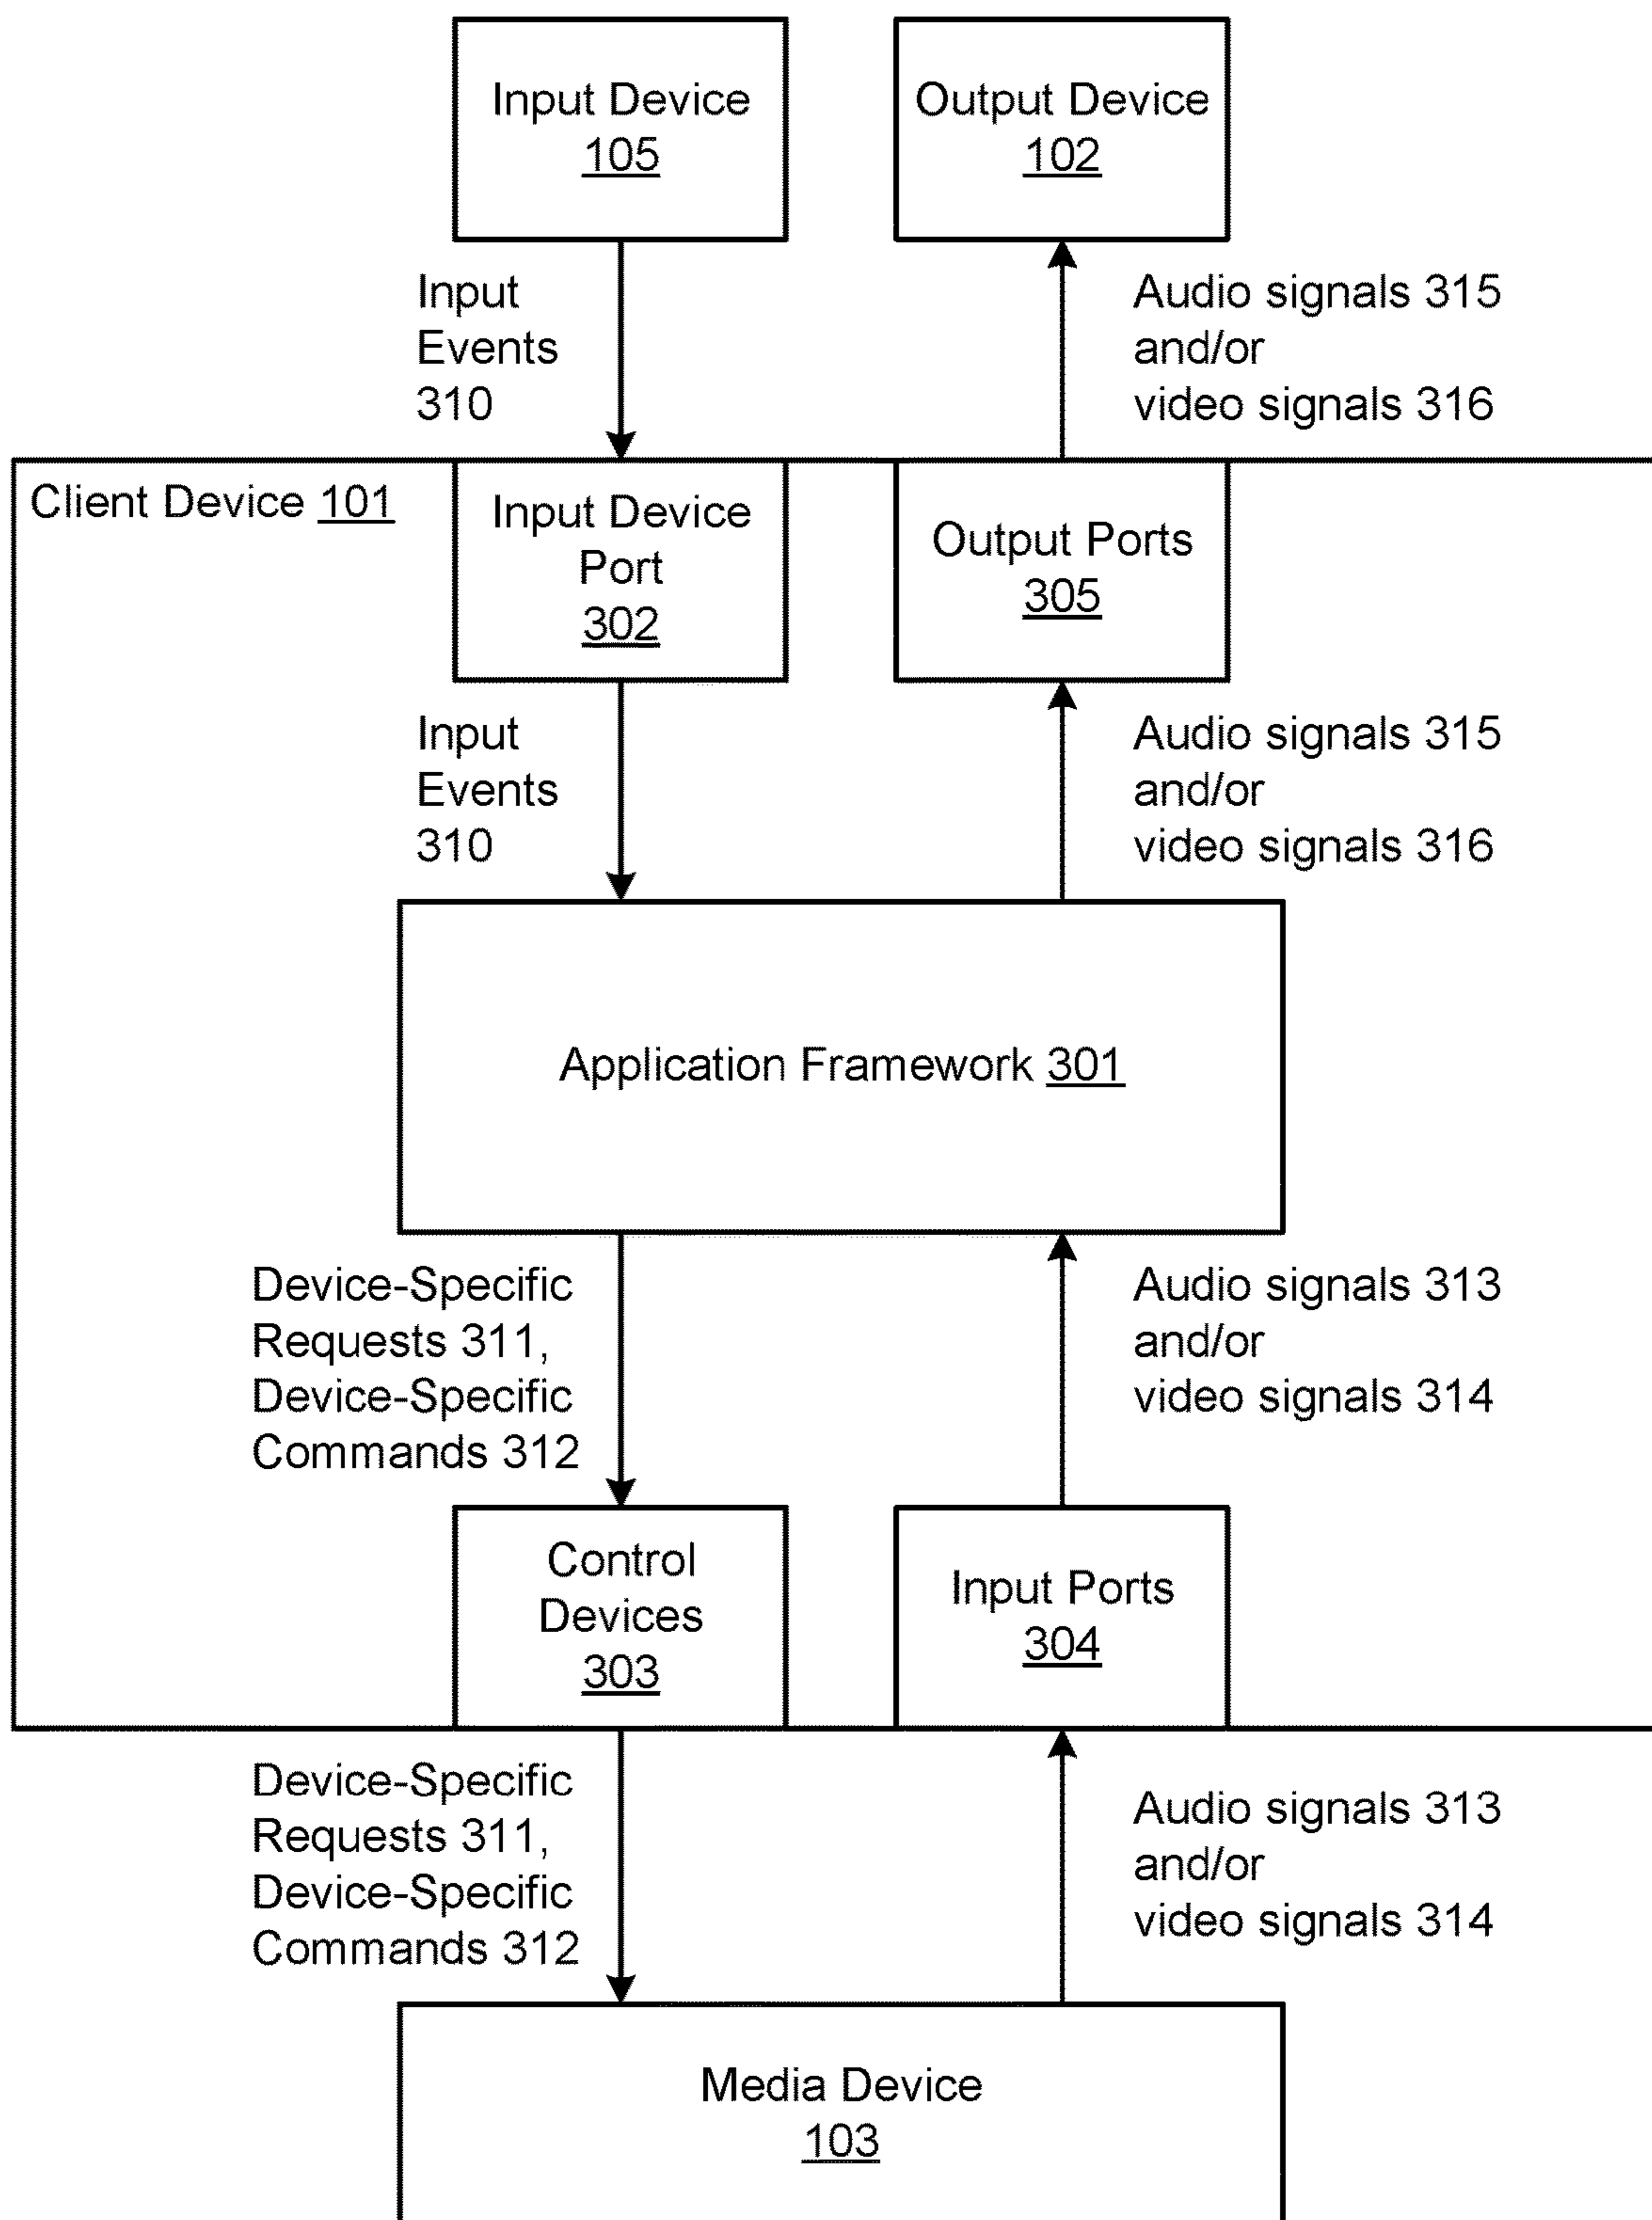 Input Device
105
Output Device
102
Input
Events
310
Audio signals 315
and/or
video signals 316
Client Device 101
Input Device
Port
302
Output Ports
305
Input
Events
310
Audio signals 315
and/or
video signals 316
Application Framework 301
Device-Specific
Requests 311,
Device-Specific
Commands 312
Audio signals 313
and/or
video signals 314
Control
Devices
303
Input Ports
304
Device-Specific
Requests 311,
Device-Specific
Commands 312
Audio signals 313
and/or
video signals 314
Media Device
103